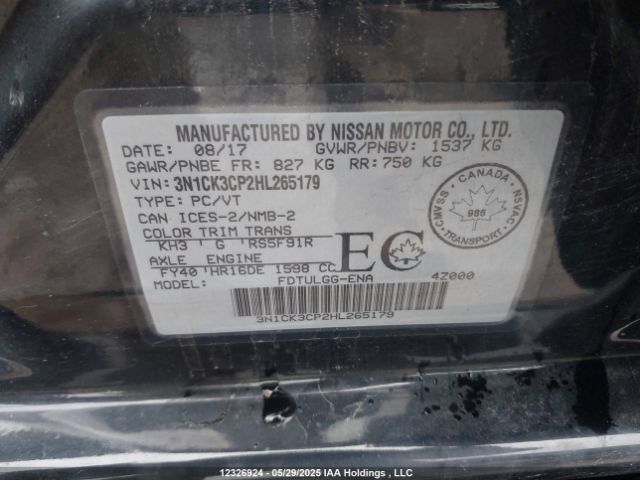 MANUFACTURED BY NISSAN MOTOR CO., LTD.
DATE: 08/17 GVWR/PNBV: 1537 KG
GAWR/PNBE FR: 827 KG RR: 750 KG
VIN: 3N1CK3CP2HL265179
TYPE: PC/VT
CAN ICES-2/NMB-2
COLOR TRIM TRANS
KH3 ' G ' RS5F91R
AXLE ENGINE
FY40 ' HR16DE 1598 CC
MODEL: FDTULGG-ENA 4Z000
EC
CANADA
CMVSS 986 NSVAC
TRANSPORT
3N1CK3CP2HL265179
12326924 - 05/29/2025 IAA Holdings , LLC